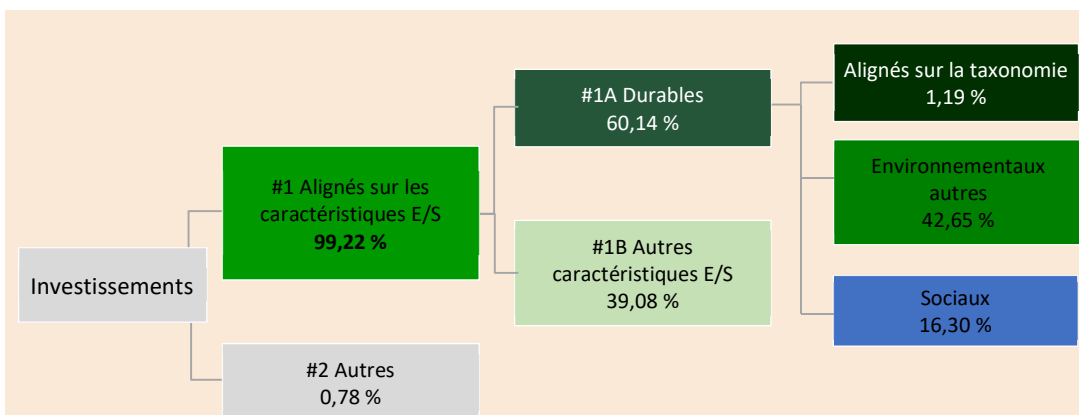 Investissements
#1 Alignés sur les
caractéristiques E/S
99,22 %
#2 Autres
0,78 %
#1A Durables
60,14 %
#1B Autres
caractéristiques E/S
39,08 %
Alignés sur la taxonomie
1,19 %
Environnementaux
autres
42,65 %
Sociaux
16,30 %